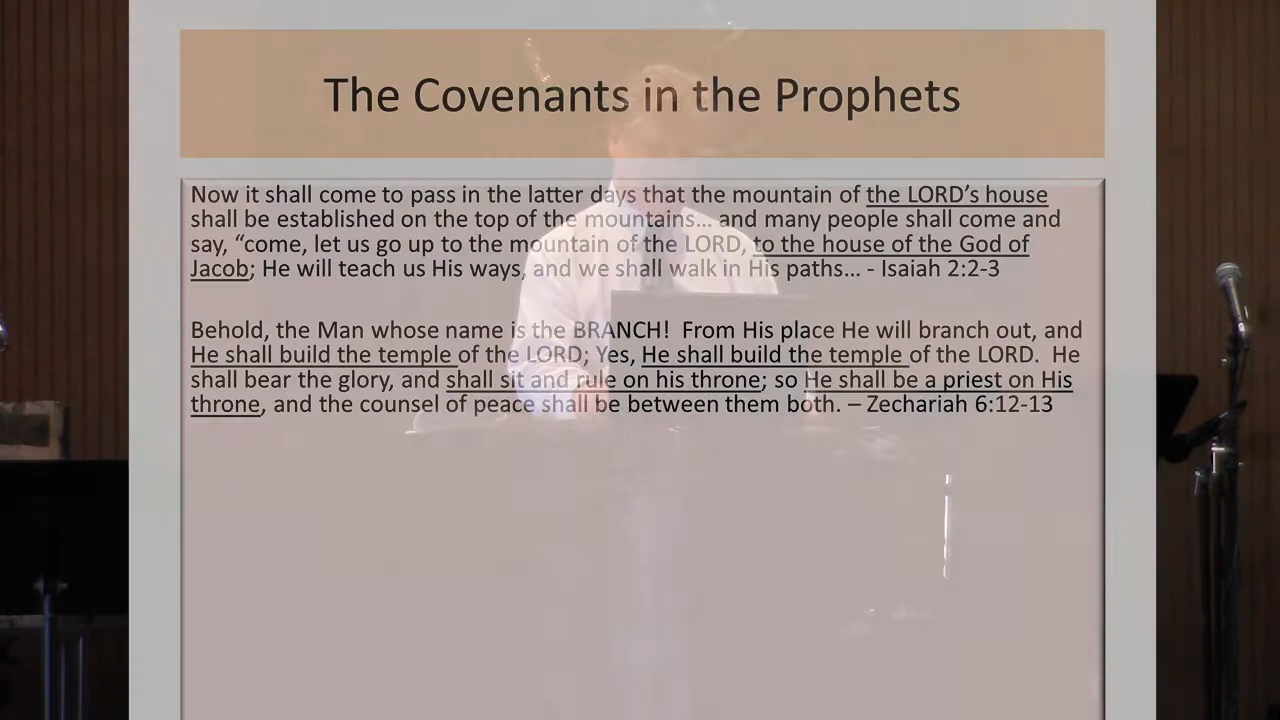 The Covenants in the Prophets
Now it shall come to pass in the latter days that the mountain of the LORD’s house
shall be established on the top of the mountains… and many people shall come and
say, “come, let us go up to the mountain of the LORD, to the house of the God of
Jacob; He will teach us His ways, and we shall walk in His paths… - Isaiah 2:2-3
Behold, the Man whose name is the BRANCH!  From His place He will branch out, and
He shall build the temple of the LORD; Yes, He shall build the temple of the LORD.  He
shall bear the glory, and shall sit and rule on his throne; so He shall be a priest on His
throne, and the counsel of peace shall be between them both. – Zechariah 6:12-13